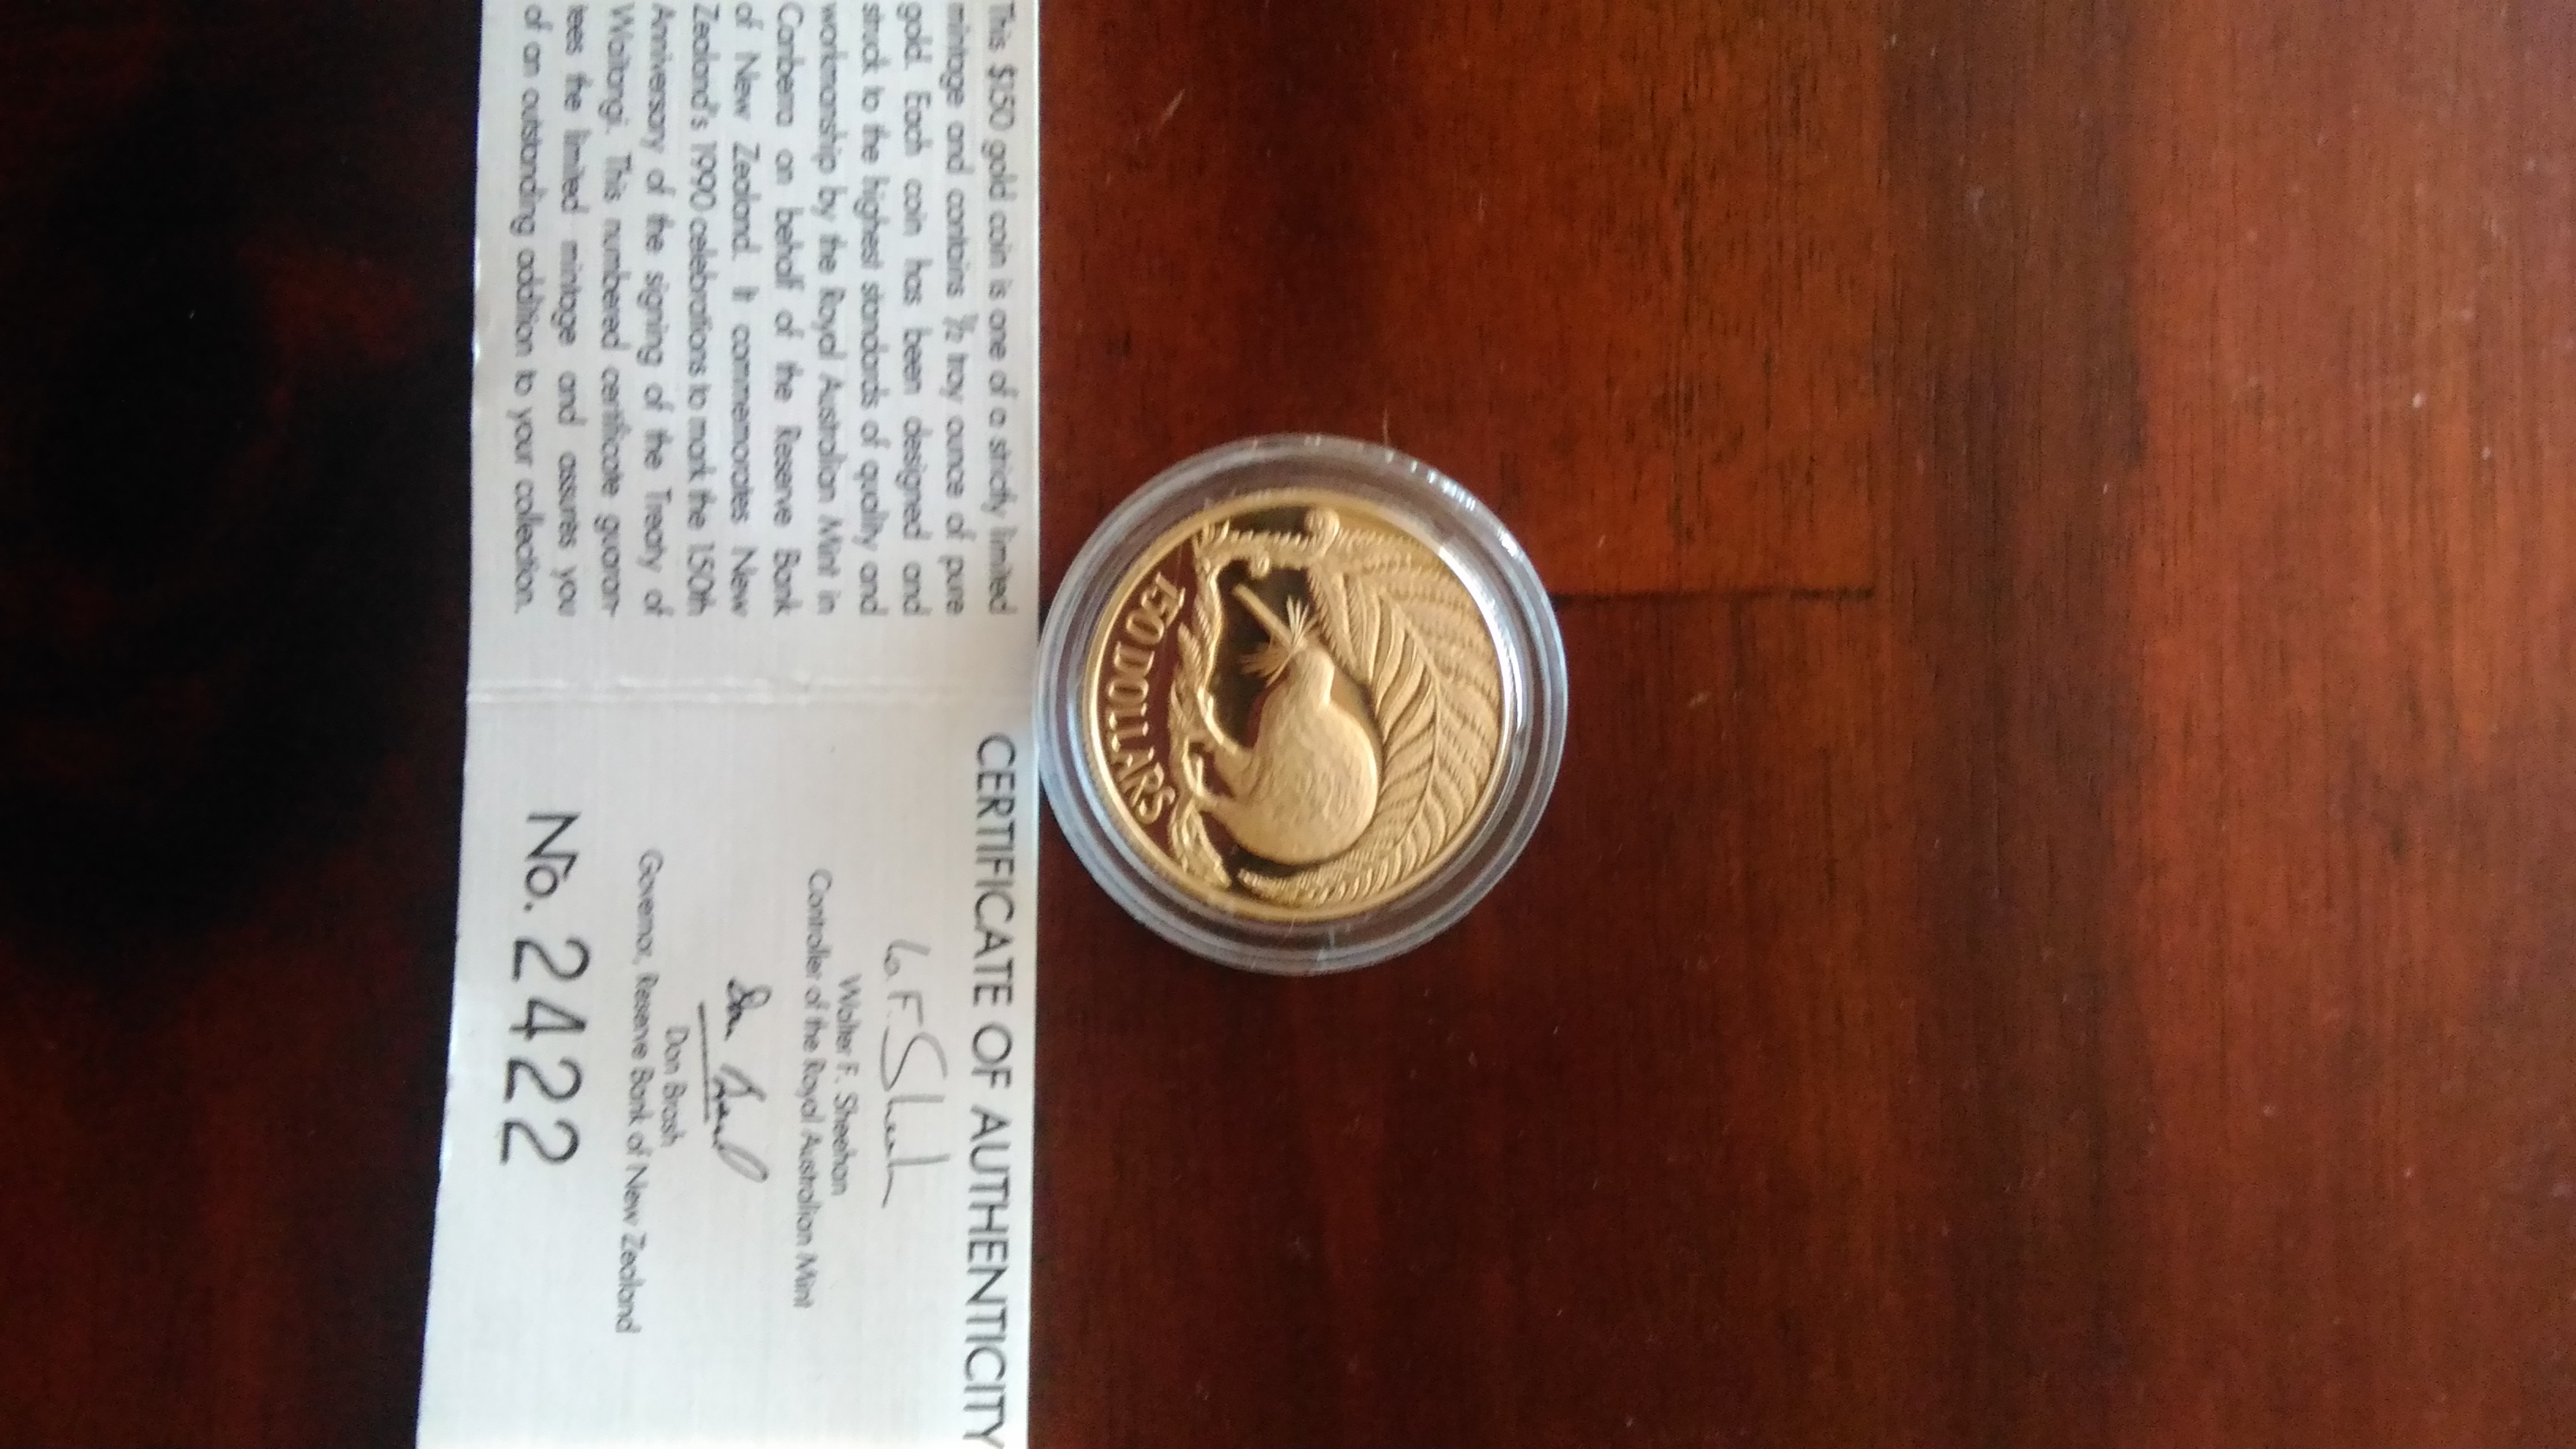 This $150 gold coin is one of a strictly limited
mintage and contains ½ troy ounce of pure
gold. Each coin has been designed and
struck to the highest standards of quality and
workmanship by the Royal Australian Mint in
Canberra on behalf of the Reserve Bank
of New Zealand. It commemorates New
Zealand's 1990 celebrations to mark the 150th
Anniversary of the signing of the Treaty of
Waitangi. This numbered certificate guaran-
tees the limited mintage and assures you
of an outstanding addition to your collection.
CERTIFICATE OF AUTHENTICITY
W. F. Sheehan
Walter F. Sheehan
Controller of the Royal Australian Mint
Don Brash
Don Brash
Governor, Reserve Bank of New Zealand
No. 2422
150 DOLLARS